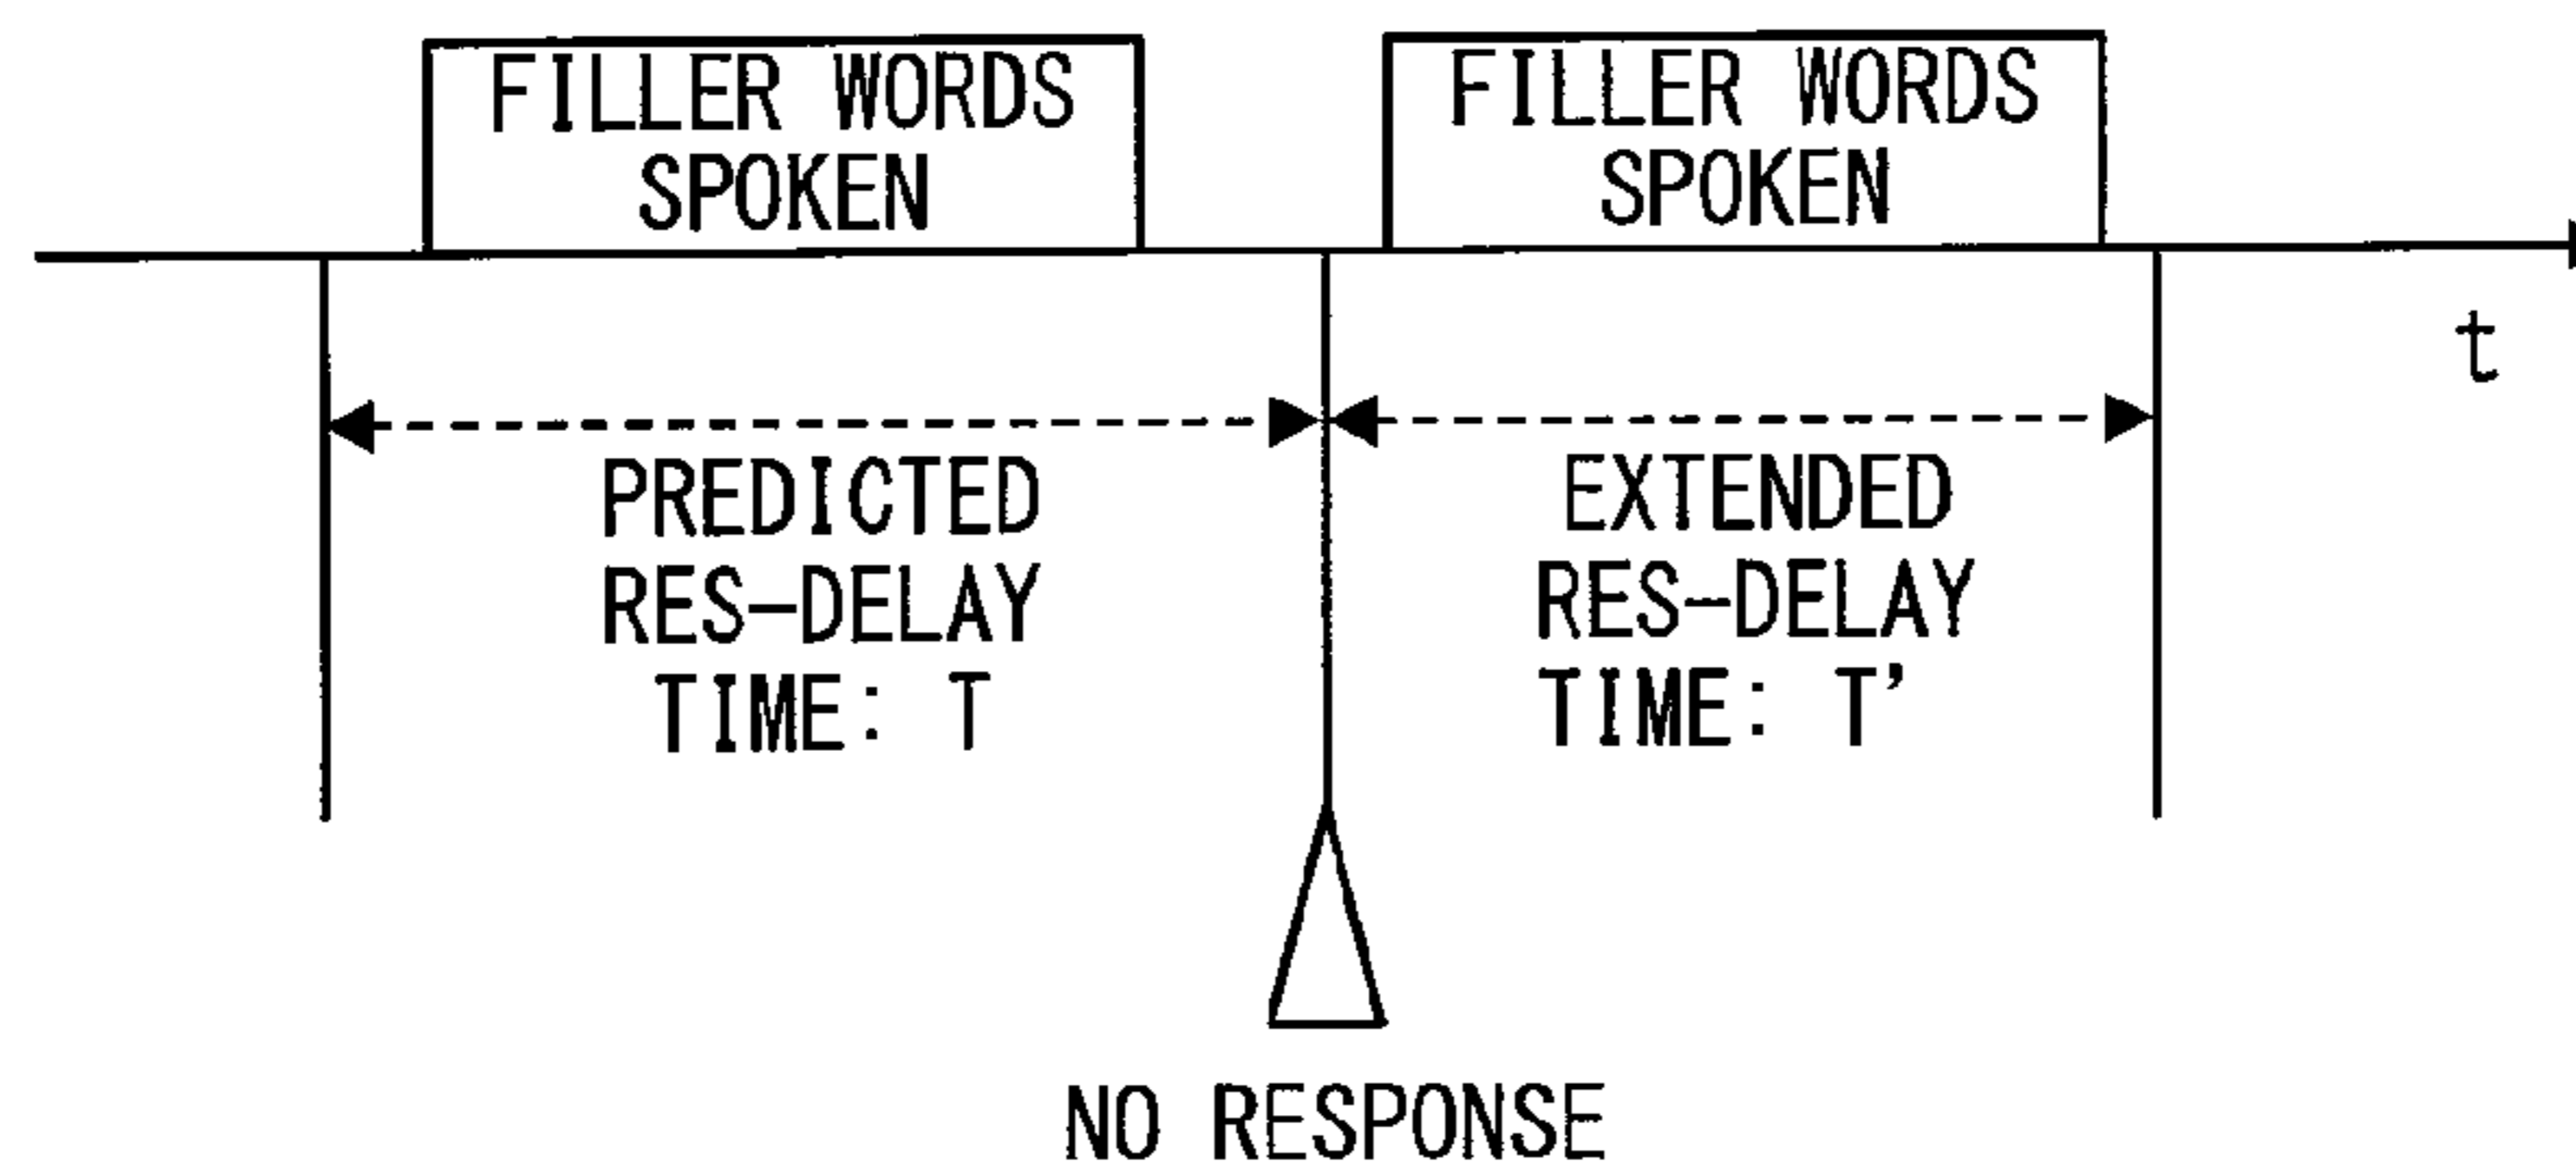 FILLER WORDS
SPOKEN
FILLER WORDS
SPOKEN
t
PREDICTED
RES-DELAY
TIME: T
EXTENDED
RES-DELAY
TIME: T'
NO RESPONSE